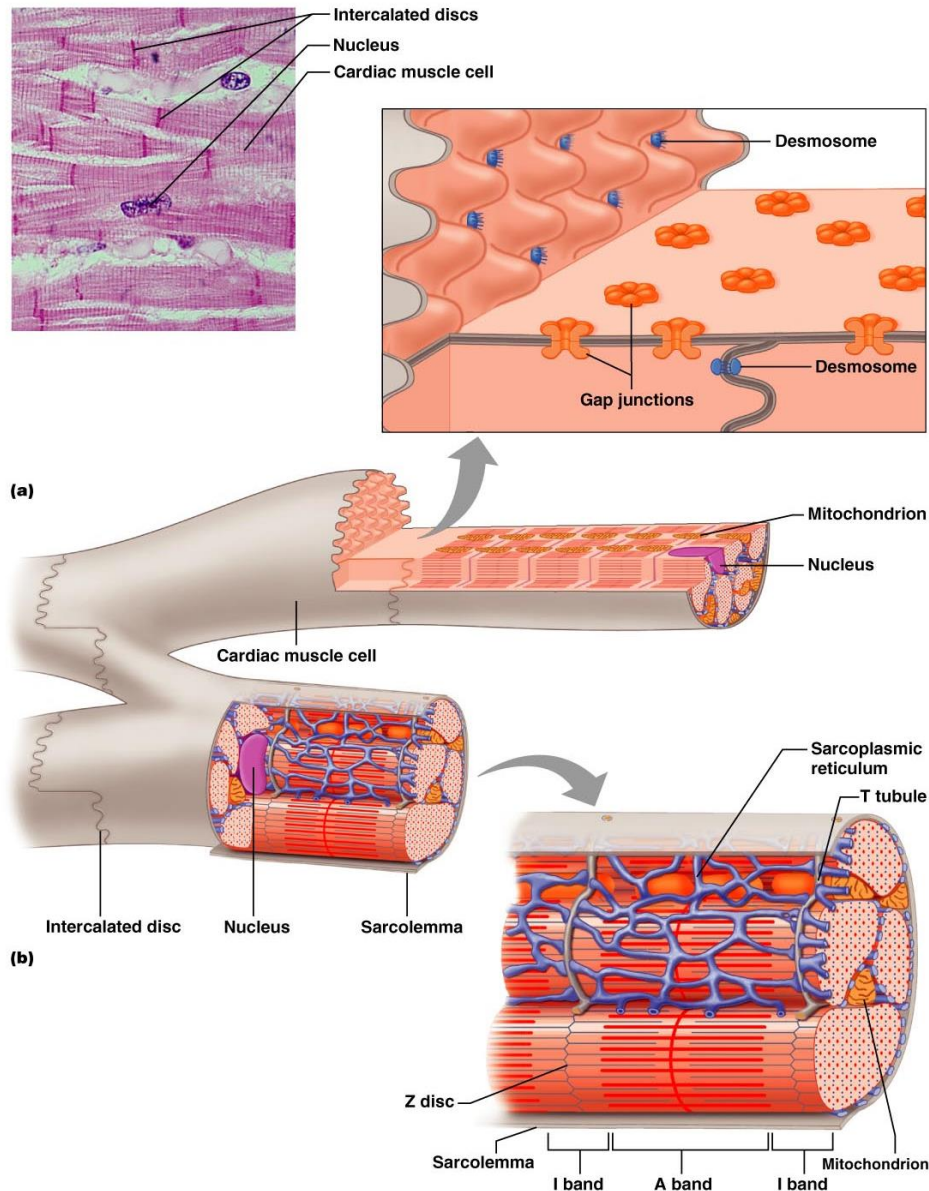 Intercalated discs
Nucleus
Cardiac muscle cell
Desmosome
Desmosome
Gap junctions
(a)
Mitochondrion
Nucleus
Cardiac muscle cell
Sarcoplasmic
reticulum
T tubule
Intercalated disc
Nucleus
Sarcolemma
(b)
Z disc
Sarcolemma
I band
A band
I band
Mitochondrion